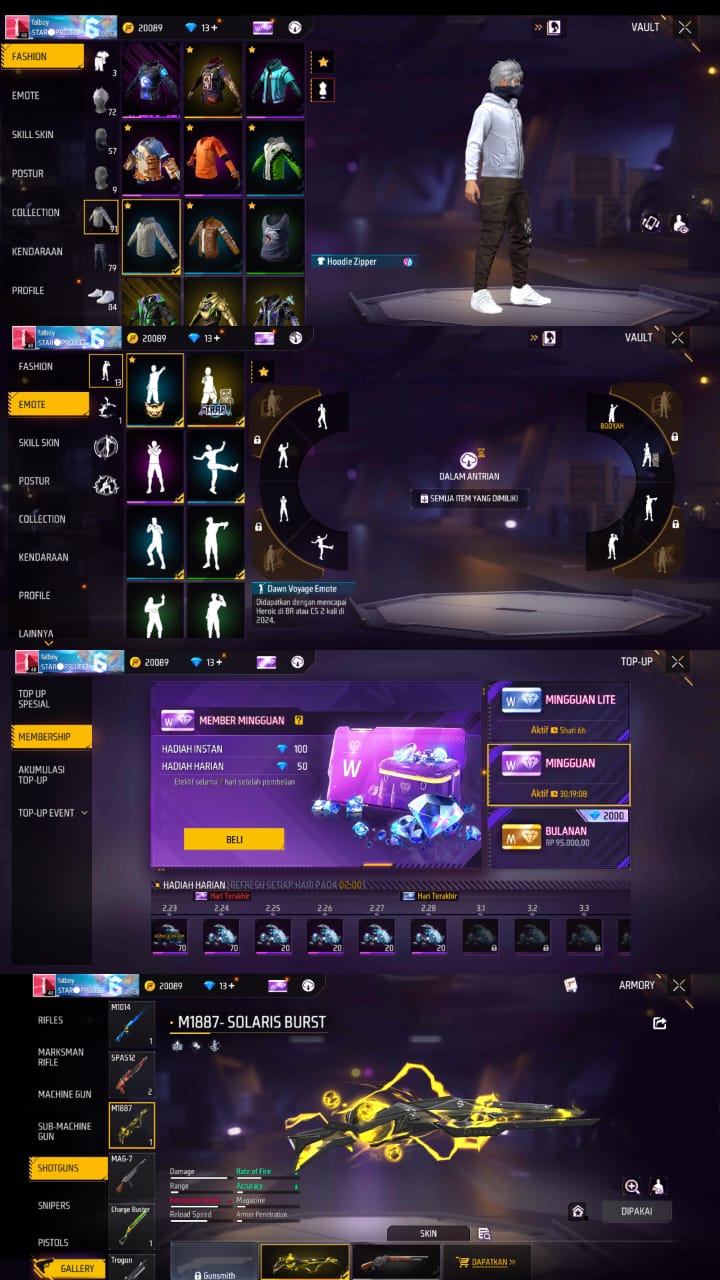 falboy
STAR⚪PROJECT
20089
13+
VAULT
FASHION
3
EMOTE
72
SKILL SKIN
57
POSTUR
9
COLLECTION
91
KENDARAAN
79
PROFILE
84
Hoodie Zipper
falboy
STAR⚪PROJECT
20089
13+
VAULT
FASHION
13
EMOTE
1
SKILL SKIN
POSTUR
COLLECTION
KENDARAAN
PROFILE
LAINNYA
TRAP
BOOYAH
DALAM ANTRIAN
SEMUA ITEM YANG DIMILIKI
Dawn Voyage Emote
Didapatkan dengan mencapai
Heroic di BR atau CS 2 kali di
2024.
falboy
STAR⚪PROJECT
20089
13+
TOP-UP
TOP UP
SPESIAL
MEMBERSHIP
AKUMULASI
TOP-UP
TOP-UP EVENT
W MEMBER MINGGUAN ?
HADIAH INSTAN 100
HADIAH HARIAN 50
Efektif selama 7 hari setelah pembelian
BELI
W
W MINGGUAN LITE
Aktif 5hari 6h
W MINGGUAN
Aktif 30:19:08
2000
M BULANAN
RP 95.000,00
HADIAH HARIAN (REFRESH SETIAP HARI PADA 02:00)
Hari Terakhir Hari Terakhir
2.23 2.24 2.25 2.26 2.27 2.28 3.1 3.2 3.3
70 70 20 20 20 20
falboy
STAR⚪PROJECT
20089
13+
ARMORY
RIFLES
MARKSMAN
RIFLE
MACHINE GUN
SUB-MACHINE
GUN
SHOTGUNS
SNIPERS
PISTOLS
GALLERY
M1014
1
SPAS12
2
M1887
1
MAG-7
1
Charge Buster
1
Trogon
M1887- SOLARIS BURST
Damage Rate of Fire
Range Accuracy
Magazine
Reload Speed Armor Penetration
DIPAKAI
SKIN
Gunsmith
DAPATKAN >>